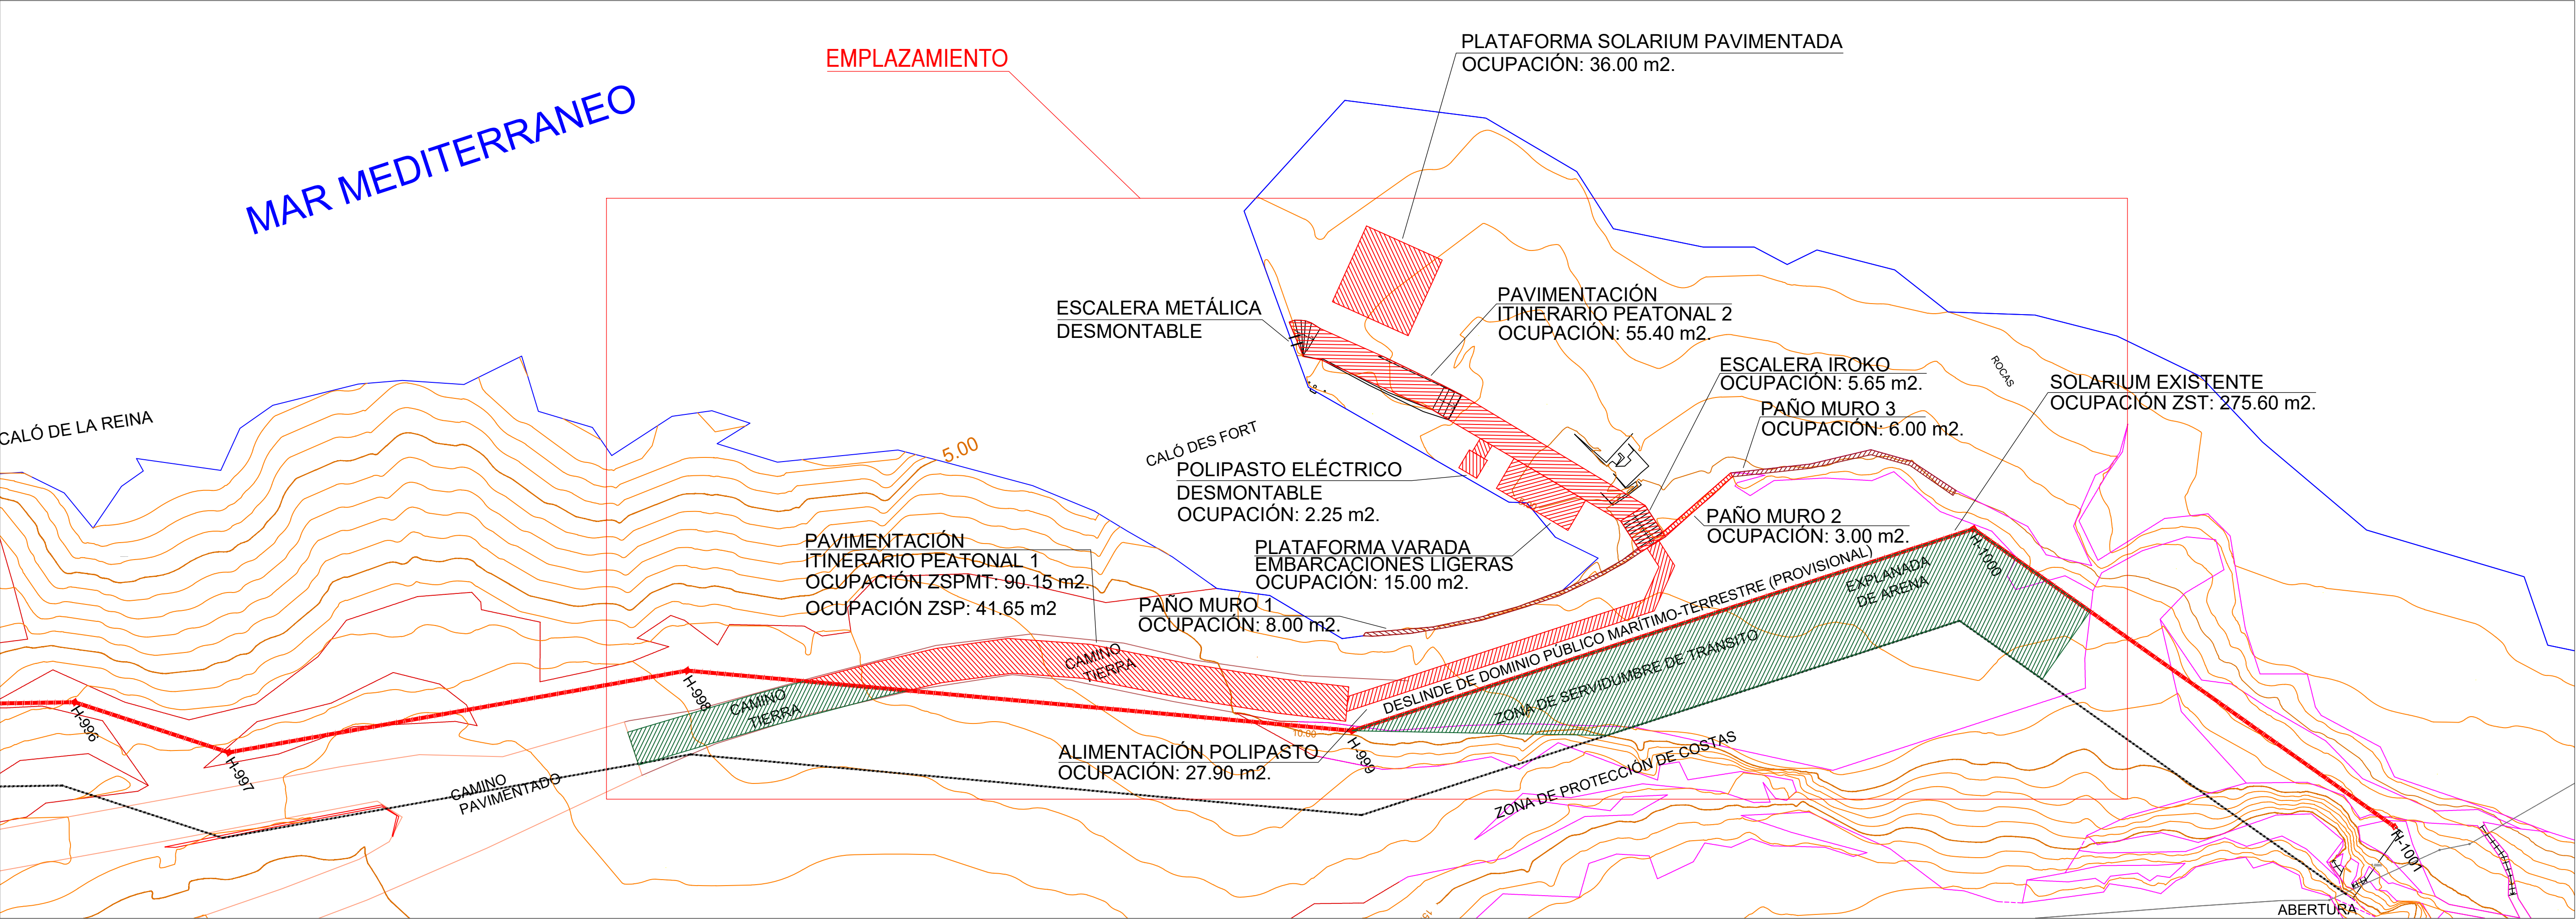 EMPLAZAMIENTO
PLATAFORMA SOLARIUM PAVIMENTADA
OCUPACIÓN: 36.00 m2.
MAR MEDITERRANEO
ESCALERA METÁLICA
DESMONTABLE
PAVIMENTACIÓN
ITINERARIO PEATONAL 2
OCUPACIÓN: 55.40 m2.
ESCALERA IROKO
OCUPACIÓN: 5.65 m2.
ROCAS
SOLARIUM EXISTENTE
OCUPACIÓN ZST: 275.60 m2.
PAÑO MURO 3
OCUPACIÓN: 6.00 m2.
CALÓ DE LA REINA
5.00
CALÓ DES FORT
POLIPASTO ELÉCTRICO
DESMONTABLE
OCUPACIÓN: 2.25 m2.
PAÑO MURO 2
OCUPACIÓN: 3.00 m2.
PAVIMENTACIÓN
ITINERARIO PEATONAL 1
OCUPACIÓN ZSPMT: 90.15 m2.
OCUPACIÓN ZSP: 41.65 m2
PLATAFORMA VARADA
EMBARCACIONES LIGERAS
OCUPACIÓN: 15.00 m2.
PAÑO MURO 1
OCUPACIÓN: 8.00 m2.
H-1000
EXPLANADA
DE ARENA
DESLINDE DE DOMINIO PÚBLICO MARÍTIMO-TERRESTRE (PROVISIONAL)
ZONA DE SERVIDUMBRE DE TRÁNSITO
CAMINO
TIERRA
CAMINO
TIERRA
H-998
H-996
H-997
H-999
10.00
ALIMENTACIÓN POLIPASTO
OCUPACIÓN: 27.90 m2.
ZONA DE PROTECCIÓN DE COSTAS
CAMINO
PAVIMENTADO
H-1001
15
ABERTURA